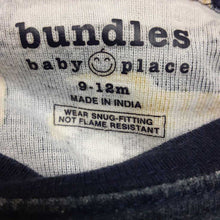 bundles
baby place
9-12m
MADE IN INDIA
WEAR SNUG-FITTING
NOT FLAME RESISTANT